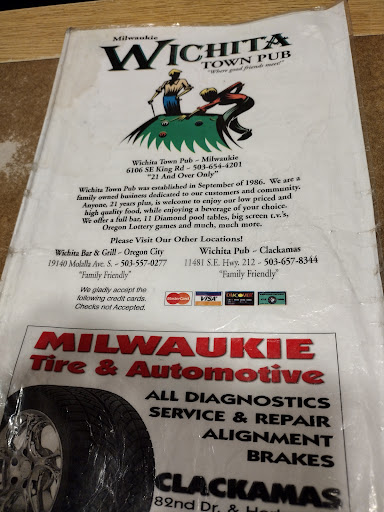 Milwaukie
WICHITA
TOWN PUB
"Where good friends meet"
Wichita Town Pub - Milwaukie
6106 SE King Rd - 503-654-4201
"21 And Over Only"
Wichita Town Pub was established in September of 1986. We are a
family owned business dedicated to our customers and community.
Anyone, 21 years plus, is welcome to enjoy our low priced and
high quality food, while enjoying a beverage of your choice.
We offer a full bar, 11 Diamond pool tables, big screen t.v.'s,
Oregon Lottery games and much, much more.
Please Visit Our Other Locations!
Wichita Bar & Grill - Oregon City
19140 Molalla Ave. S. - 503-557-0277
"Family Friendly"
Wichita Pub - Clackamas
11481 S.E. Hwy. 212 - 503-657-8344
"Family Friendly"
We gladly accept the
following credit cards.
Checks not Accepted.
MasterCard
VISA
DISCOVER
MILWAUKIE
Tire & Automotive
ALL DIAGNOSTICS
SERVICE & REPAIR
ALIGNMENT
BRAKES
CLACKAMAS
82nd Dr. &